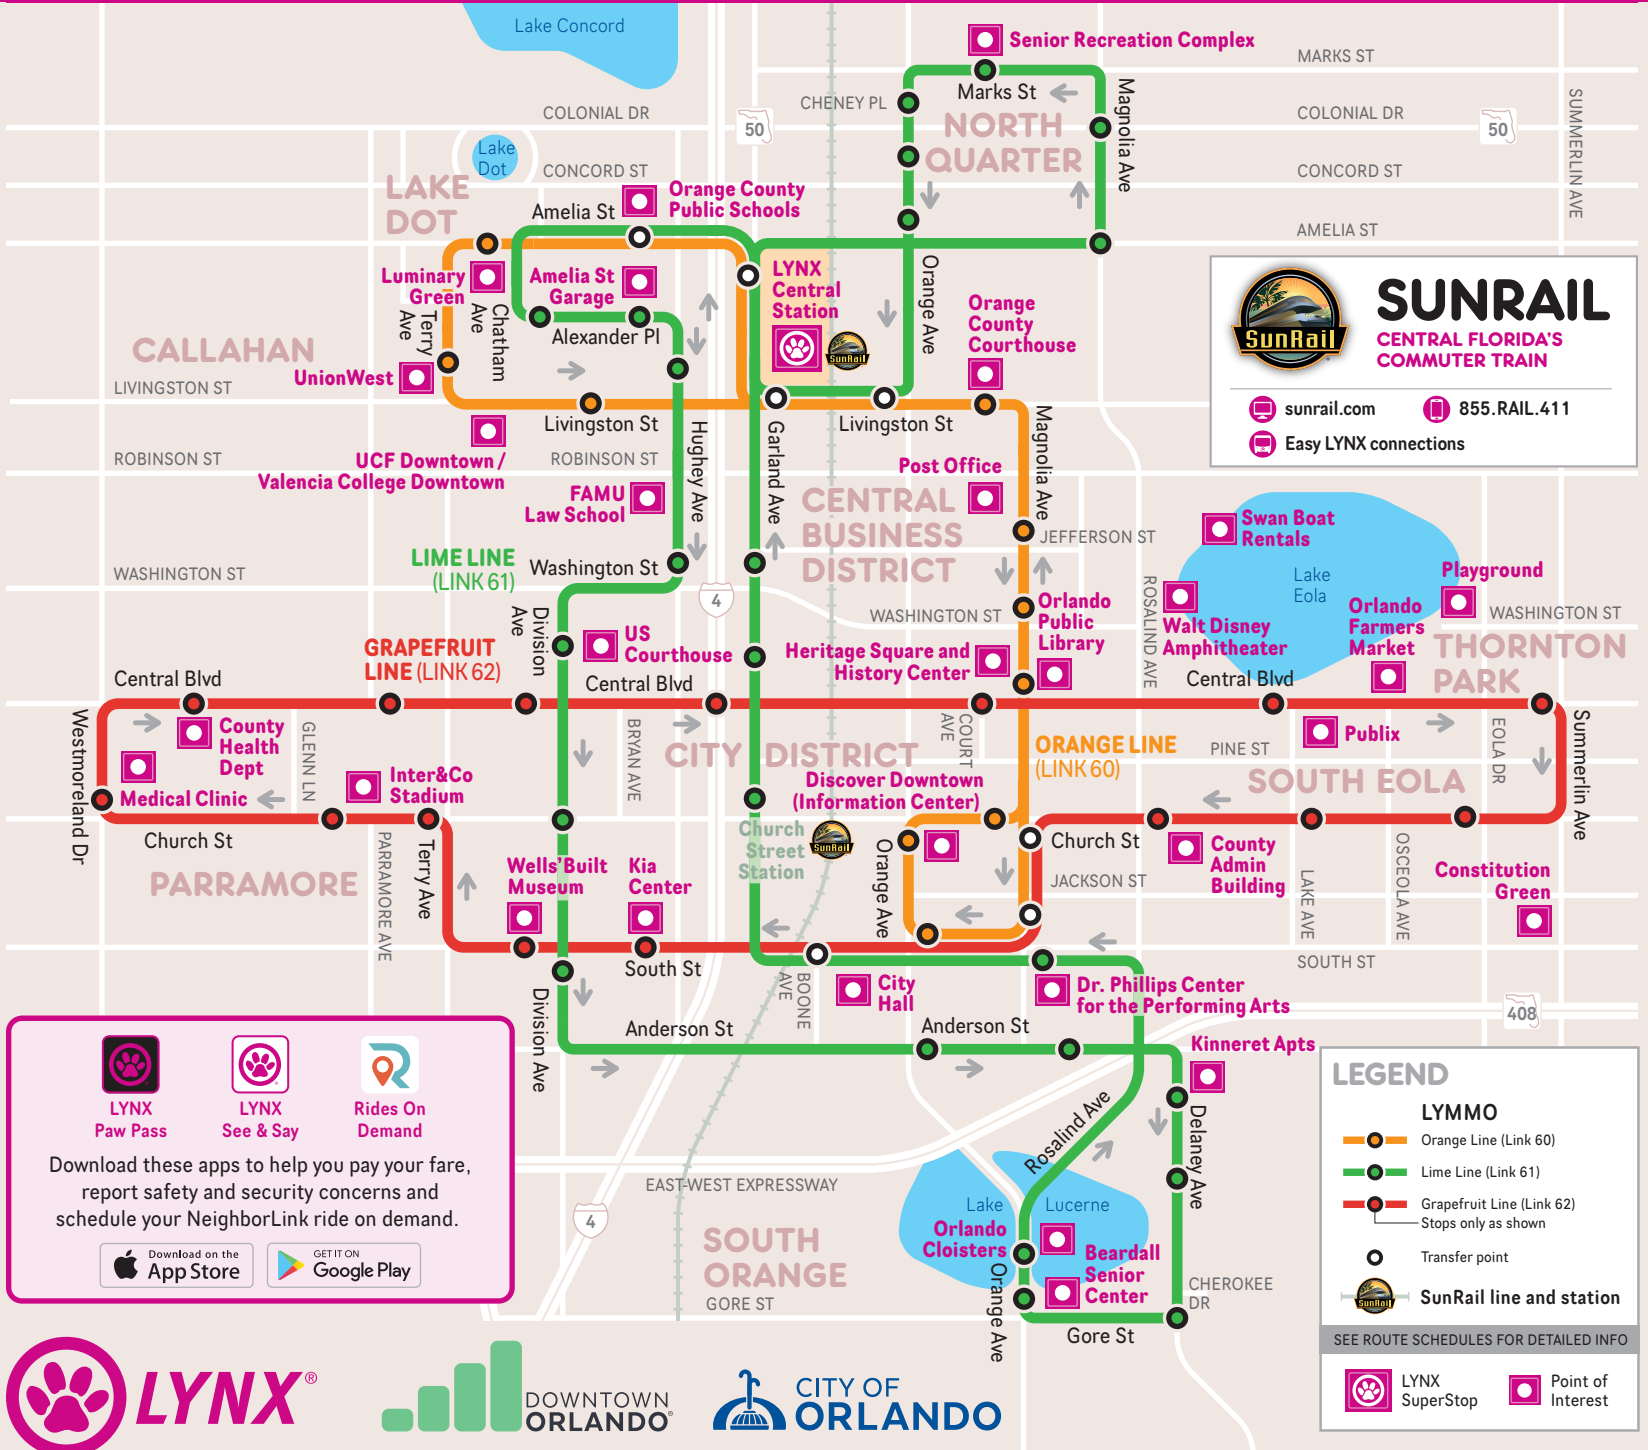 Lake Concord
Senior Recreation Complex
MARKS ST
Marks St
CHENEY PL
Magnolia Ave
SUMMERLIN AVE
COLONIAL DR
50
NORTH
QUARTER
COLONIAL DR
50
Lake
Dot
CONCORD ST
CONCORD ST
LAKE
DOT
Orange County
Public Schools
Amelia St
AMELIA ST
Luminary
Green
Amelia St
Garage
LYNX
Central
Station
SunRail
Orange Ave
Terry
Ave
Chatham
Ave
Alexander Pl
Orange
County
Courthouse
CALLAHAN
UnionWest
LIVINGSTON ST
Livingston St
Livingston St
SunRail
SUNRAIL
CENTRAL FLORIDA'S
COMMUTER TRAIN
sunrail.com
855.RAIL.411
Easy LYNX connections
Hughey Ave
Garland Ave
Magnolia Ave
ROBINSON ST
UCF Downtown /
Valencia College Downtown
ROBINSON ST
Post Office
FAMU
Law School
CENTRAL
BUSINESS
DISTRICT
JEFFERSON ST
Swan Boat
Rentals
Lake
Eola
Playground
LIME LINE
(LINK 61)
Washington St
WASHINGTON ST
4
WASHINGTON ST
Orlando
Public
Library
ROSALIND AVE
Walt Disney
Amphitheater
Orlando
Farmers
Market
WASHINGTON ST
THORNTON
PARK
Division
Ave
US
Courthouse
Heritage Square and
History Center
GRAPEFRUIT
LINE (LINK 62)
Central Blvd
Central Blvd
Central Blvd
Westmoreland Dr
County
Health
Dept
GLENN LN
BRYAN AVE
CITY DISTRICT
COURT
AVE
ORANGE LINE
(LINK 60)
PINE ST
Publix
EOLA DR
Summerlin Ave
SOUTH EOLA
Medical Clinic
Inter&Co
Stadium
Discover Downtown
(Information Center)
Church St
Church
Street
Station
SunRail
Orange Ave
Church St
County
Admin
Building
PARRAMORE
PARRAMORE AVE
Terry Ave
Wells'Built
Museum
Kia
Center
JACKSON ST
LAKE AVE
OSCEOLA AVE
Constitution
Green
South St
SOUTH ST
BOONE
AVE
City
Hall
Dr. Phillips Center
for the Performing Arts
408
Division Ave
Anderson St
Anderson St
Kinneret Apts
LYNX
Paw Pass
LYNX
See & Say
Rides On
Demand
Download these apps to help you pay your fare,
report safety and security concerns and
schedule your NeighborLink ride on demand.
Download on the
App Store
GET IT ON
Google Play
Rosalind Ave
Delaney Ave
EAST-WEST EXPRESSWAY
4
Lake
Lucerne
SOUTH
ORANGE
Orlando
Cloisters
Beardall
Senior
Center
GORE ST
Orange Ave
CHEROKEE
DR
Gore St
LEGEND
LYMMO
Orange Line (Link 60)
Lime Line (Link 61)
Grapefruit Line (Link 62)
Stops only as shown
Transfer point
SunRail
SunRail line and station
SEE ROUTE SCHEDULES FOR DETAILED INFO
LYNX
SuperStop
Point of
Interest
LYNX®
DOWNTOWN
ORLANDO®
CITY OF
ORLANDO